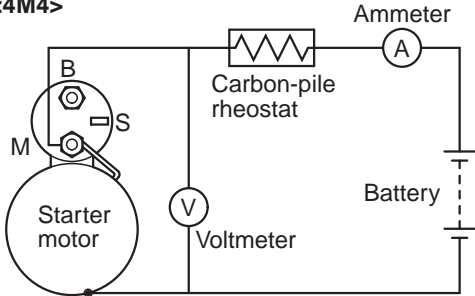 :4M4>
Ammeter
B
A
Carbon-pile
rheostat
S
M
Battery
V
Starter
motor
Voltmeter